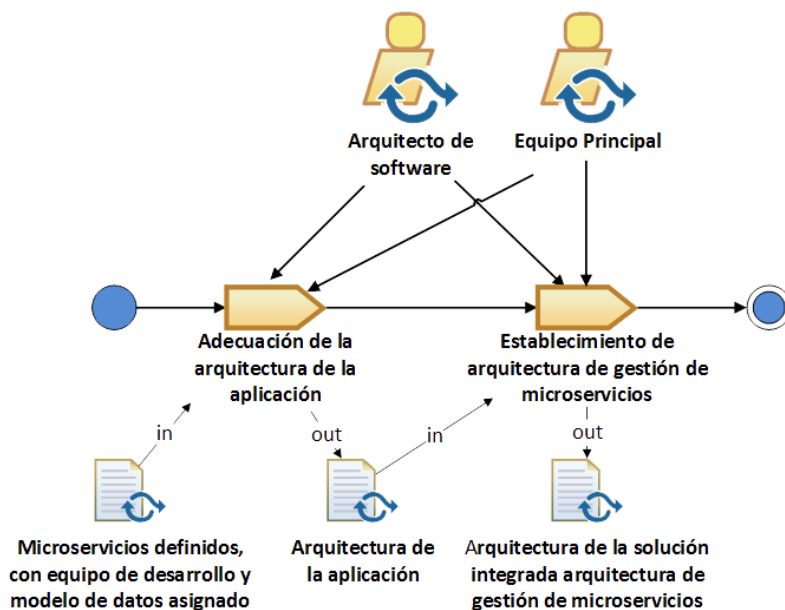 Arquitecto de
software
Equipo Principal
Adecuación de la
arquitectura de la
aplicación
Establecimiento de
arquitectura de gestión de
microservicios
in
out
in
out
Microservicios definidos,
con equipo de desarrollo y
modelo de datos asignado
Arquitectura de
la aplicación
Arquitectura de la solución
integrada arquitectura de
gestión de microservicios